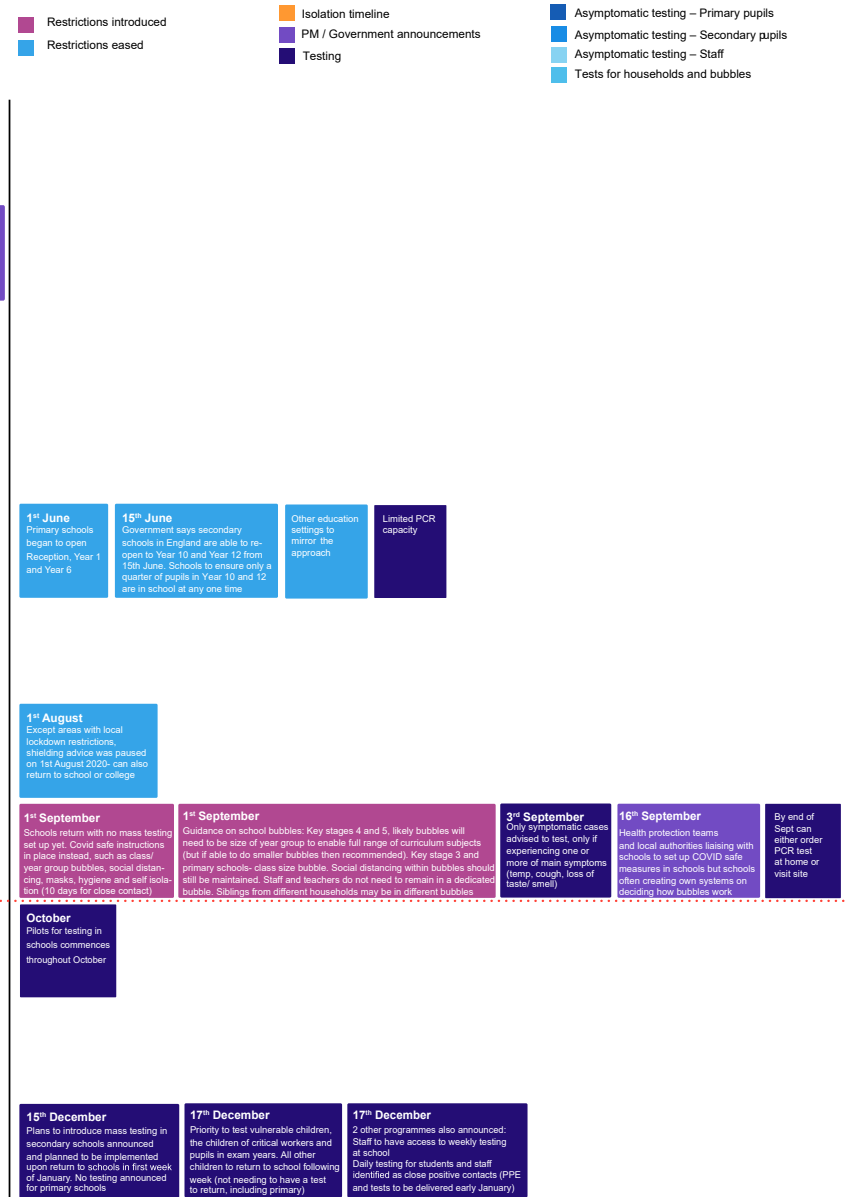 Restrictions introduced
Restrictions eased
Isolation timeline
PM / Government announcements
Testing
Asymptomatic testing – Primary pupils
Asymptomatic testing – Secondary pupils
Asymptomatic testing – Staff
Tests for households and bubbles
1st June
Primary schools
began to open
Reception, Year 1
and Year 6
15th June
Government says secondary
schools in England are able to re-
open to Year 10 and Year 12 from
15th June. Schools to ensure only a
quarter of pupils in Year 10 and 12
are in school at any one time
Other education
settings to
mirror the
approach
Limited PCR
capacity
1st August
Except areas with local
lockdown restrictions,
shielding advice was paused
on 1st August 2020- can also
return to school or college
1st September
Schools return with no mass testing
set up yet. Covid safe instructions
in place instead, such as class/
year group bubbles, social distan-
cing, masks, hygiene and self isola-
tion (10 days for close contact)
1st September
Guidance on school bubbles: Key stages 4 and 5, likely bubbles will
need to be size of year group to enable full range of curriculum subjects
(but if able to do smaller bubbles then recommended). Key stage 3 and
primary schools- class size bubble. Social distancing within bubbles should
still be maintained. Staff and teachers do not need to remain in a dedicated
bubble. Siblings from different households may be in different bubbles
3rd September
Only symptomatic cases
advised to test, only if
experiencing one or
more of main symptoms
(temp, cough, loss of
taste/ smell)
16th September
Health protection teams
and local authorities liaising with
schools to set up COVID safe
measures in schools but schools
often creating own systems on
deciding how bubbles work
By end of
Sept can
either order
PCR test
at home or
visit site
October
Pilots for testing in
schools commences
throughout October
15th December
Plans to introduce mass testing in
secondary schools announced
and planned to be implemented
upon return to schools in first week
of January. No testing announced
for primary schools
17th December
Priority to test vulnerable children,
the children of critical workers and
pupils in exam years. All other
children to return to school following
week (not needing to have a test
to return, including primary)
17th December
2 other programmes also announced:
Staff to have access to weekly testing
at school
Daily testing for students and staff
identified as close positive contacts (PPE
and tests to be delivered early January)